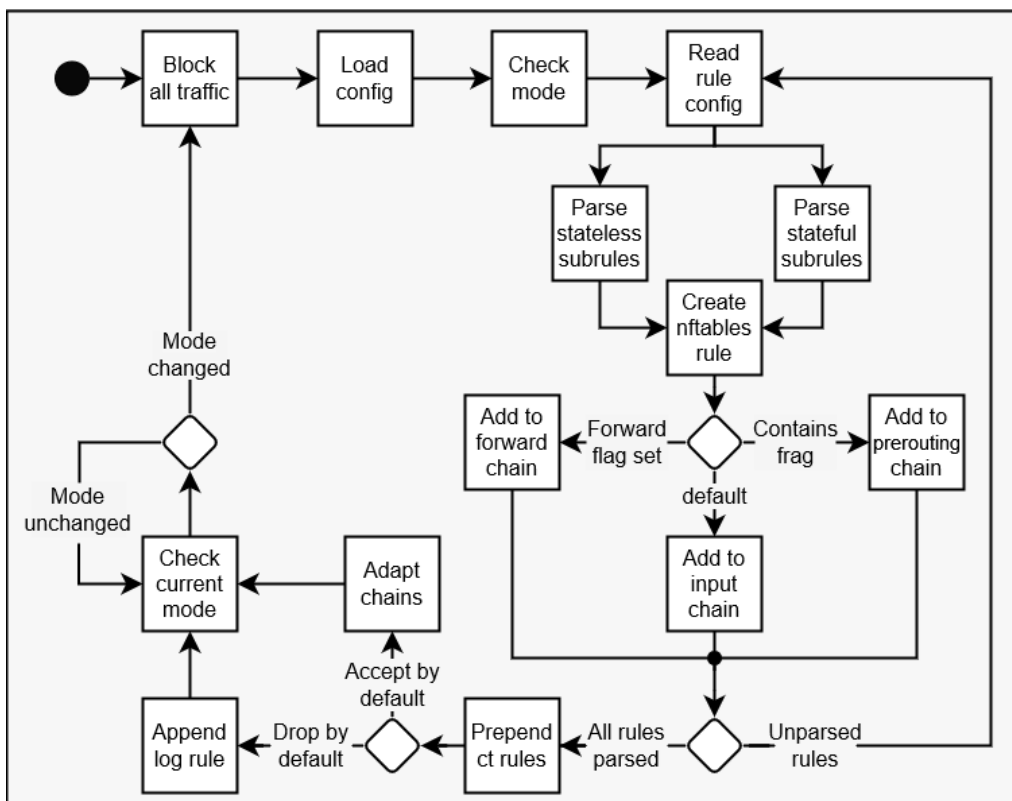 Block
all traffic
Load
config
Check
mode
Read
rule
config
Parse
stateless
subrules
Parse
stateful
subrules
Create
nftables
rule
Mode
changed
Add to
forward
chain
Forward
flag set
Contains
frag
Add to
prerouting
chain
default
Mode
unchanged
Check
current
mode
Adapt
chains
Add to
input
chain
Accept by
default
Append
log rule
Drop by
default
Prepend
ct rules
All rules
parsed
Unparsed
rules